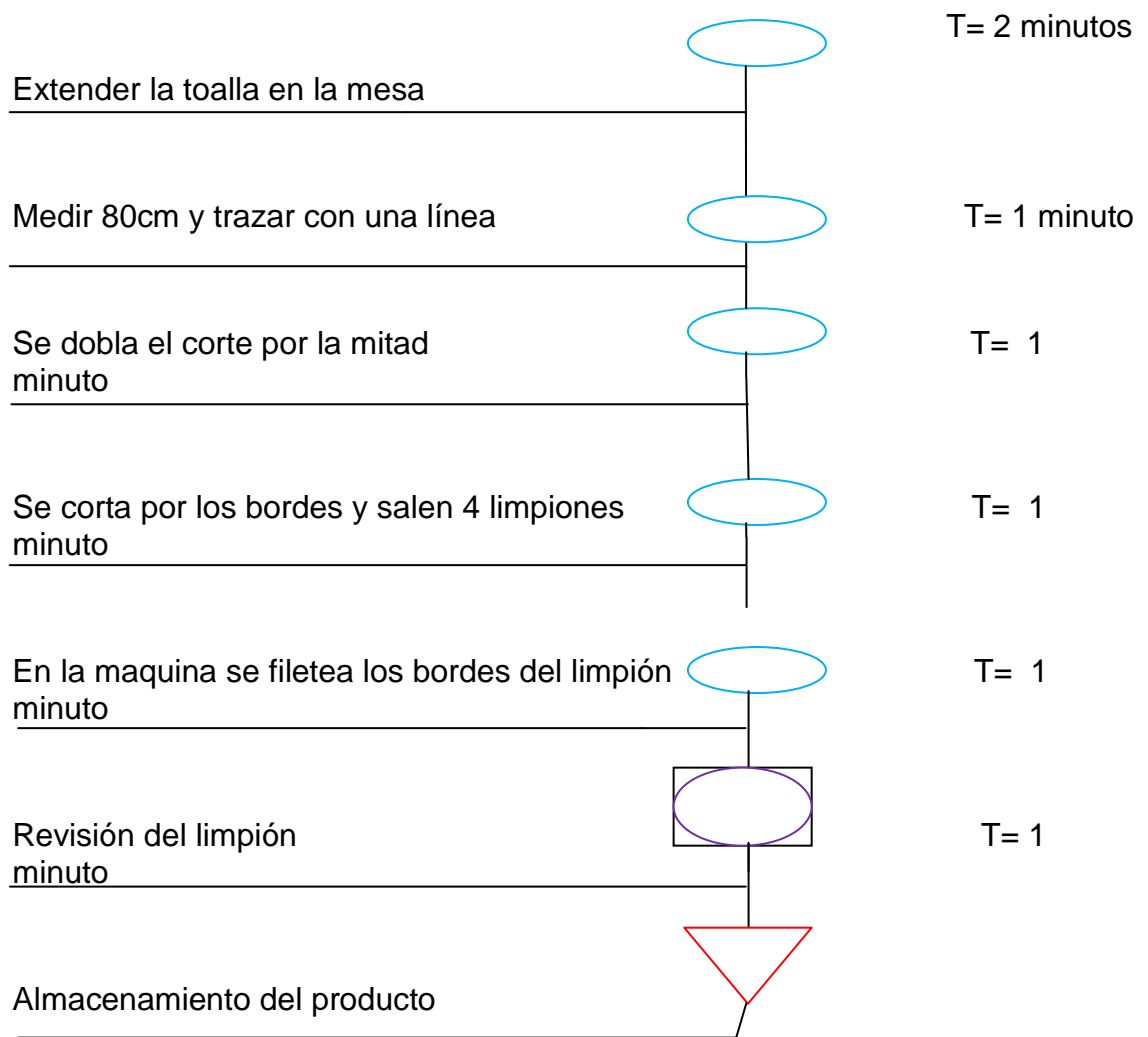 T= 2 minutos
Extender la toalla en la mesa
Medir 80cm y trazar con una línea T= 1 minuto
Se dobla el corte por la mitad T= 1
minuto
Se corta por los bordes y salen 4 limpiones T= 1
minuto
En la maquina se filetea los bordes del limpión T= 1
minuto
Revisión del limpión T= 1
minuto
Almacenamiento del producto